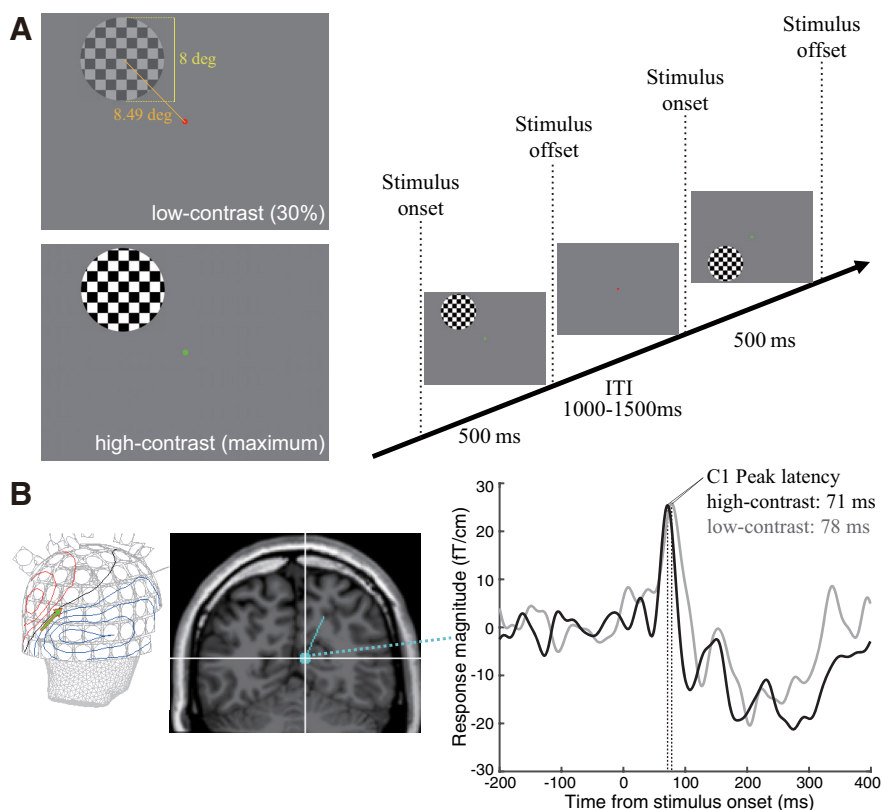 A
8 deg
8.49 deg
low-contrast (30%)
high-contrast (maximum)
Stimulus
onset
Stimulus
offset
Stimulus
onset
Stimulus
offset
500 ms
ITI
1000-1500ms
500 ms
B
C1 Peak latency
high-contrast: 71 ms
low-contrast: 78 ms
Response magnitude (fT/cm)
30
20
10
0
-10
-20
-30
-200
-100
0
100
200
300
400
Time from stimulus onset (ms)